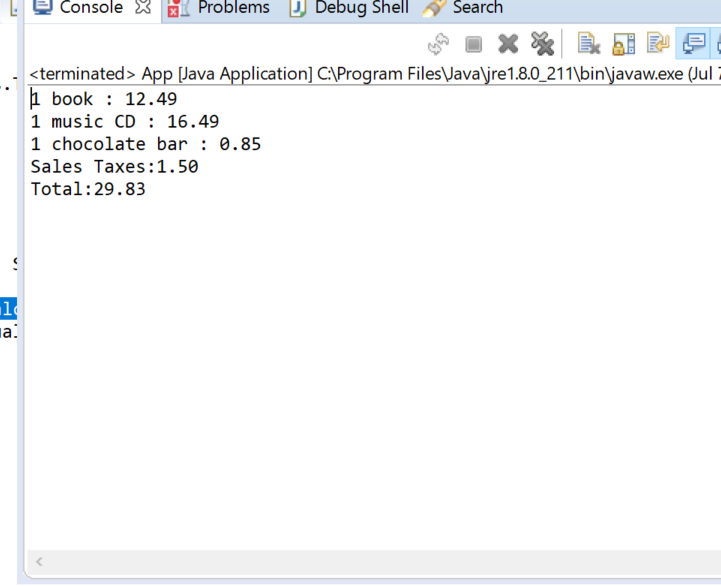 Console Problems Debug Shell Search
<terminated> App [Java Application] C:\Program Files\Java\jre1.8.0_211\bin\javaw.exe (Jul 7
1 book : 12.49
1 music CD : 16.49
1 chocolate bar : 0.85
Sales Taxes:1.50
Total:29.83